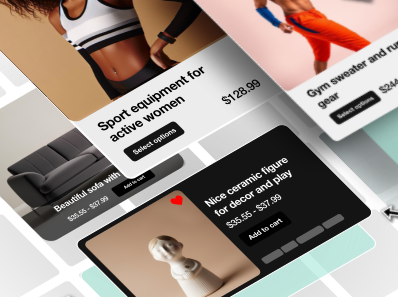 Sport equipment for
active women
Select options
$128.99
Gym sweater and
gear
Select options
Beautiful sofa with
$35.55 - $37.99
Add to cart
Nice ceramic figure
for decor and play
$35.55 - $37.99
Add to cart